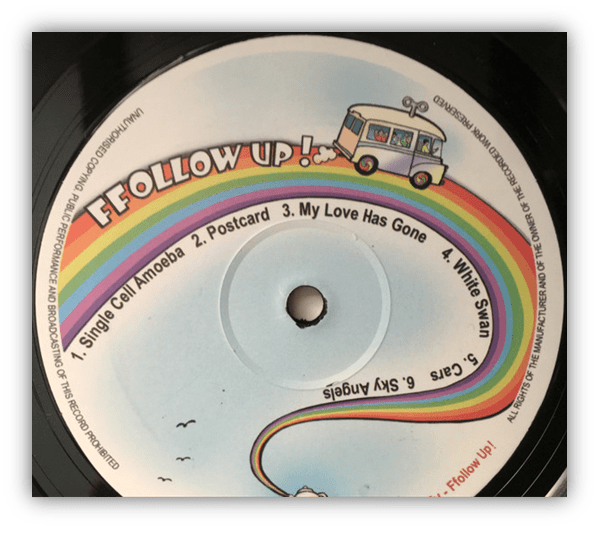 FFOLLOW UP!
1. Single Cell Amoeba 2. Postcard 3. My Love Has Gone 4. White Swan 5. Cars 6. Sky Angels
UNAUTHORISED COPYING, PUBLIC PERFORMANCE AND BROADCASTING OF THIS RECORD PROHIBITED
ALL RIGHTS OF THE MANUFACTURER AND OF THE OWNER OF THE RECORDED WORK PRESERVED
- Ffollow Up!